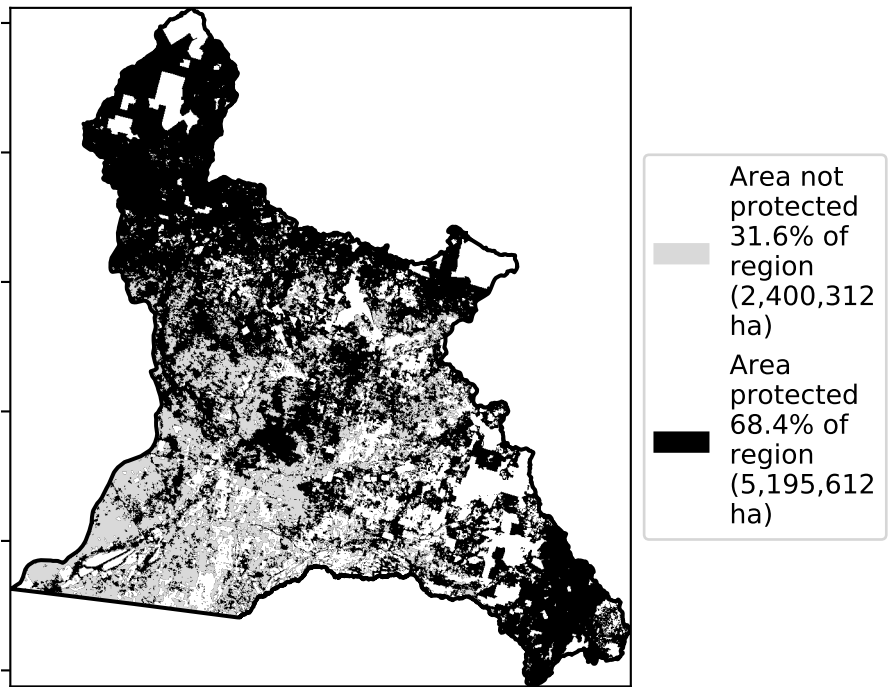 Area not
protected
31.6% of
region
(2,400,312
ha)
Area
protected
68.4% of
region
(5,195,612
ha)